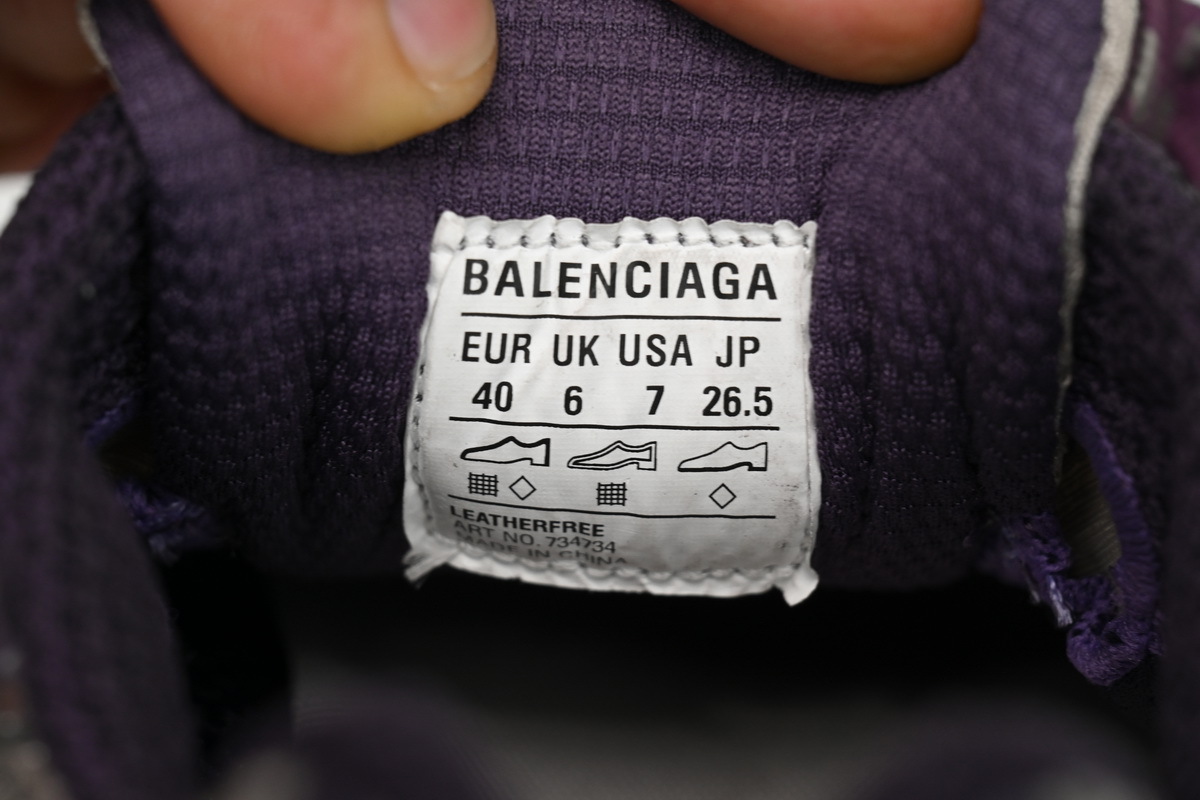 BALENCIAGA
EUR UK USA JP
40 6 7 26.5
LEATHERFREE
ART NO. 734734
MADE IN CHINA